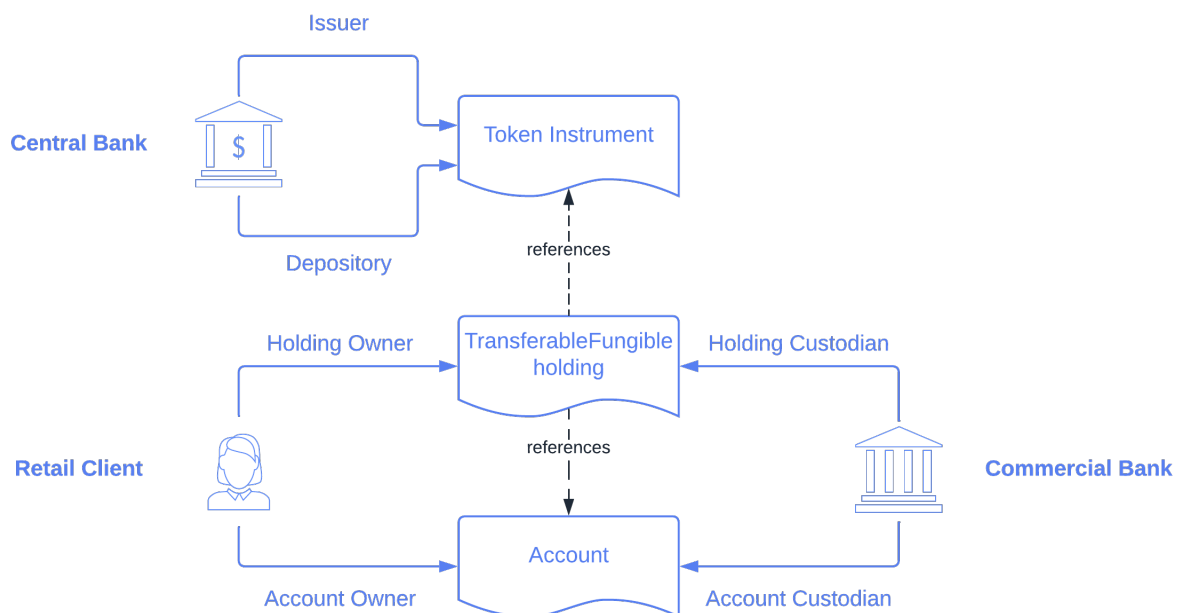 Issuer
Central Bank
$
Token Instrument
Depository
references
Holding Owner
TransferableFungible
holding
Holding Custodian
references
Retail Client
Commercial Bank
Account
Account Owner
Account Custodian